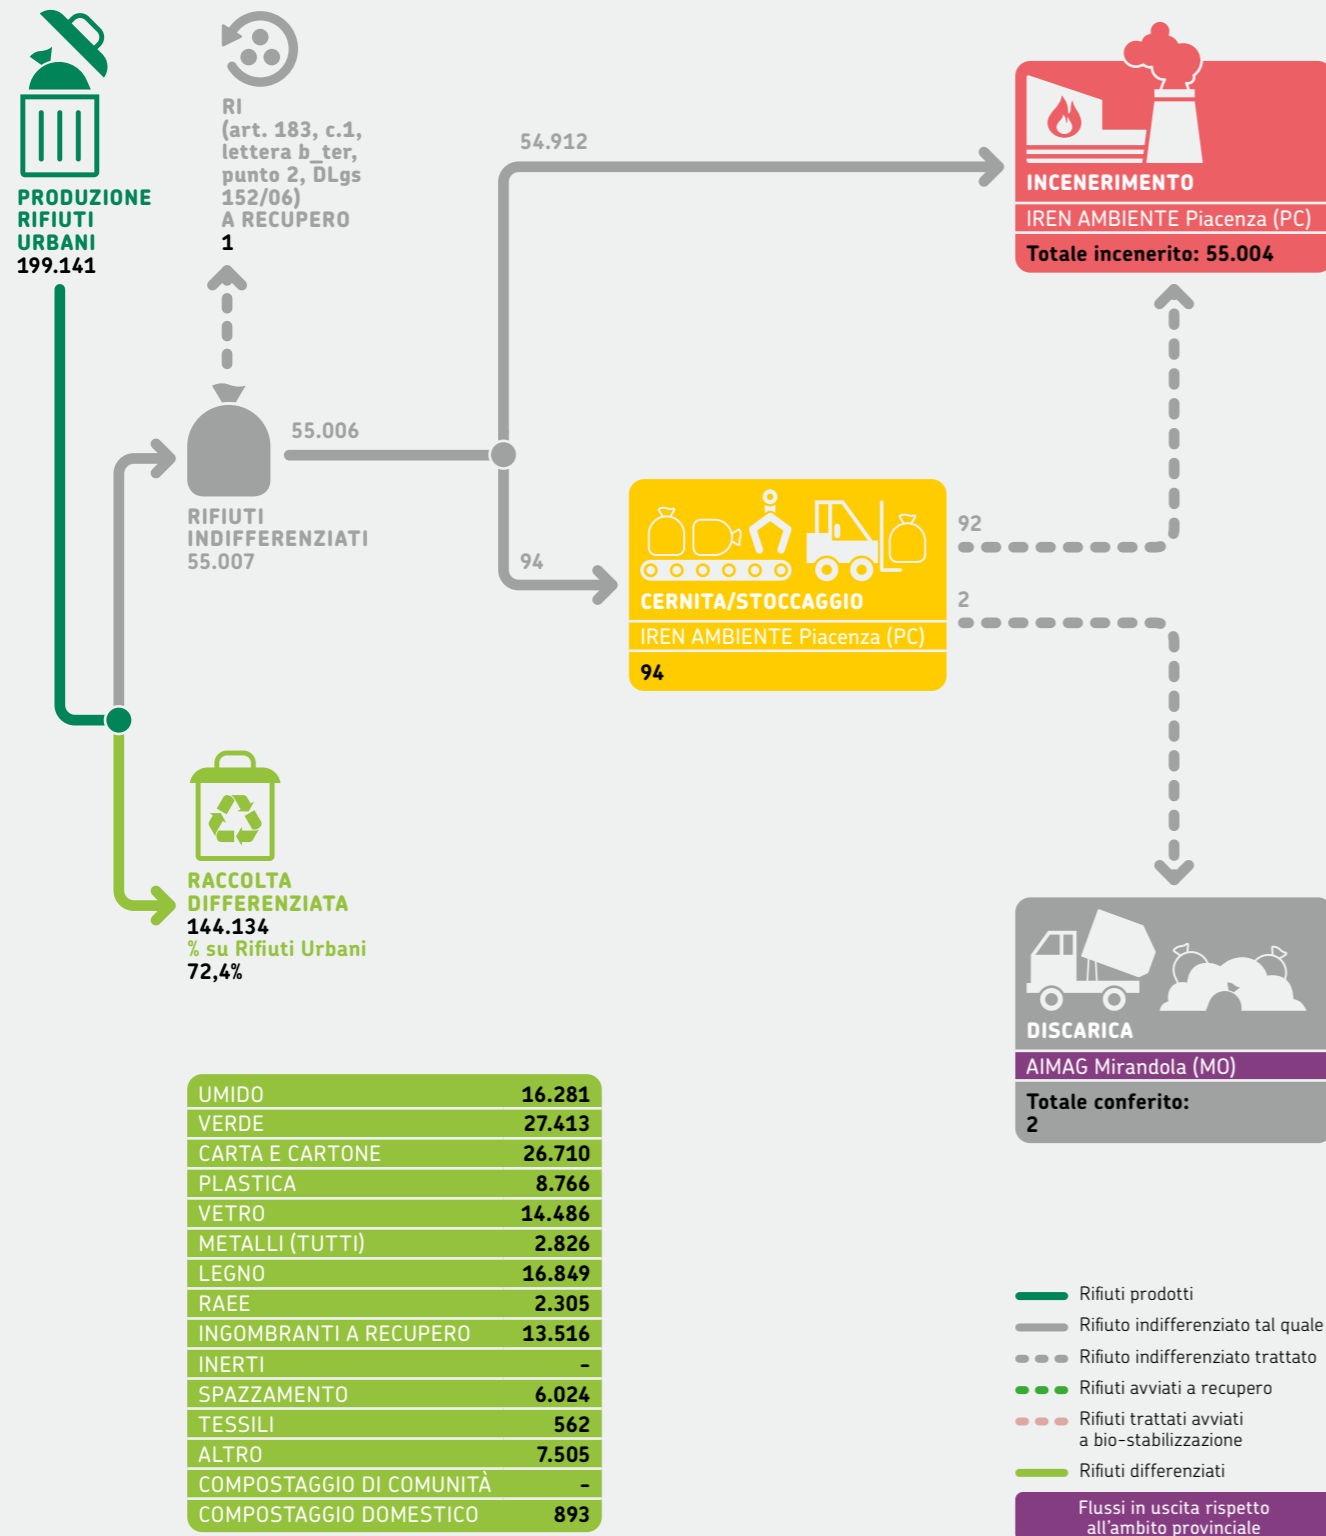 PRODUZIONE
RIFIUTI
URBANI
199.141
RI
(art. 183, c.1,
lettera b_ter,
punto 2, DLgs
152/06)
A RECUPERO
1
54.912
INCENERIMENTO
IREN AMBIENTE Piacenza (PC)
Totale incenerito: 55.004
55.006
RIFIUTI
INDIFFERENZIATI
55.007
94
CERNITA/STOCCAGGIO
IREN AMBIENTE Piacenza (PC)
94
92
2
RACCOLTA
DIFFERENZIATA
144.134
% su Rifiuti Urbani
72,4%
DISCARICA
AIMAG Mirandola (MO)
Totale conferito:
2
UMIDO 16.281
VERDE 27.413
CARTA E CARTONE 26.710
PLASTICA 8.766
VETRO 14.486
METALLI (TUTTI) 2.826
LEGNO 16.849
RAEE 2.305
INGOMBRANTI A RECUPERO 13.516
INERTI -
SPAZZAMENTO 6.024
TESSILI 562
ALTRO 7.505
COMPOSTAGGIO DI COMUNITÀ -
COMPOSTAGGIO DOMESTICO 893
Rifiuti prodotti
Rifiuto indifferenziato tal quale
Rifiuto indifferenziato trattato
Rifiuti avviati a recupero
Rifiuti trattati avviati
a bio-stabilizzazione
Rifiuti differenziati
Flussi in uscita rispetto
all'ambito provinciale